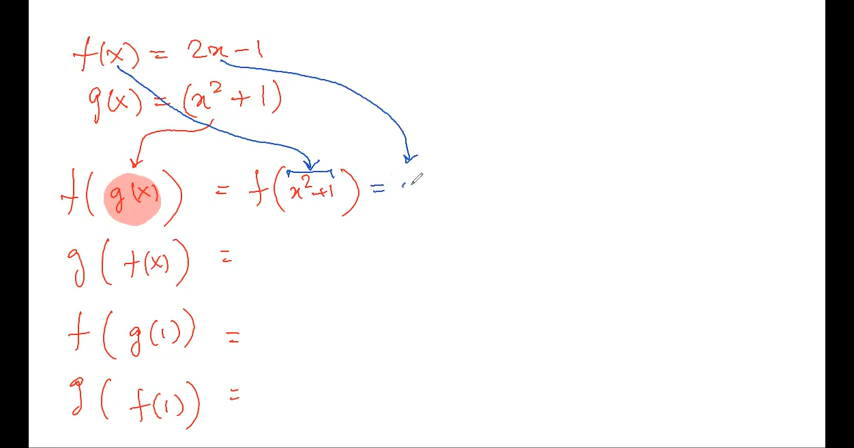 f(x) = 2x - 1
g(x) = (x² + 1)
f( g(x) ) = f( x²+1 ) =
g( f(x) ) =
f( g(1) ) =
g( f(1) ) =